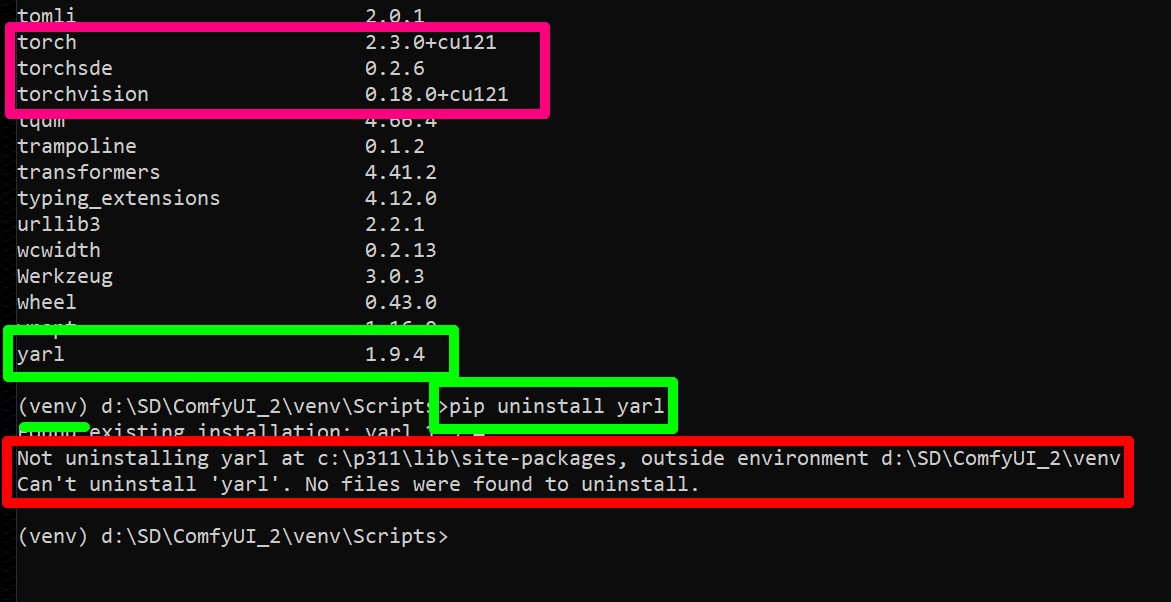 tomli 2.0.1
torch 2.3.0+cu121
torchsde 0.2.6
torchvision 0.18.0+cu121
tqdm 4.66.4
trampoline 0.1.2
transformers 4.41.2
typing_extensions 4.12.0
urllib3 2.2.1
wcwidth 0.2.13
Werkzeug 3.0.3
wheel 0.43.0
yarl 1.9.4
(venv) d:\SD\ComfyUI_2\venv\Scripts>pip uninstall yarl
Found existing installation: yarl
Not uninstalling yarl at c:\p311\lib\site-packages, outside environment d:\SD\ComfyUI_2\venv
Can't uninstall 'yarl'. No files were found to uninstall.
(venv) d:\SD\ComfyUI_2\venv\Scripts>